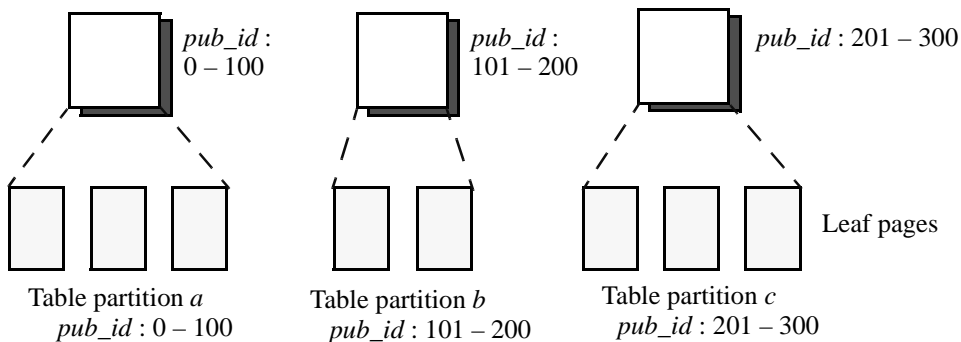 pub_id :
0 – 100
pub_id :
101 – 200
pub_id : 201 – 300
Leaf pages
Table partition a
pub_id : 0 – 100
Table partition b
pub_id : 101 – 200
Table partition c
pub_id : 201 – 300